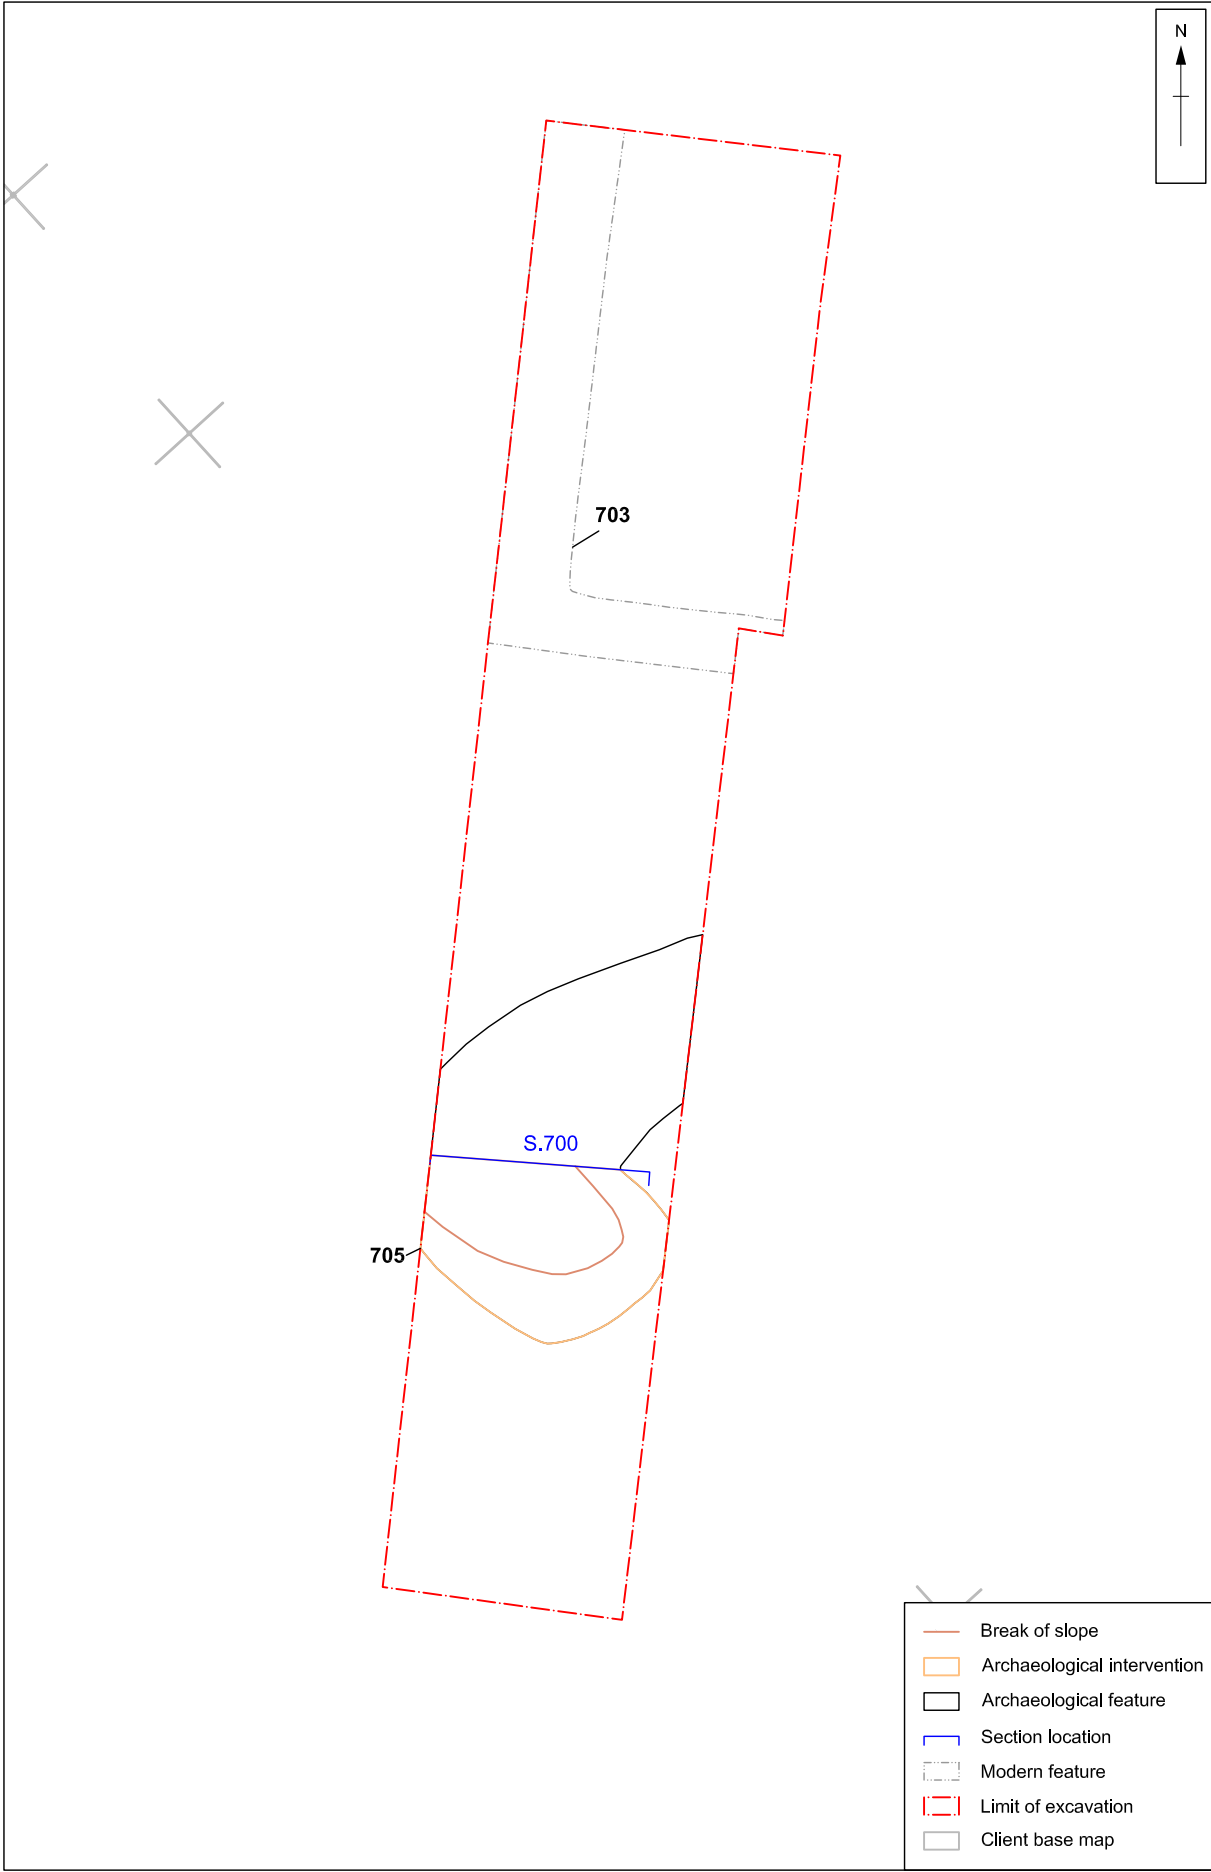 N
703
S.700
705
Break of slope
Archaeological intervention
Archaeological feature
Section location
Modern feature
Limit of excavation
Client base map